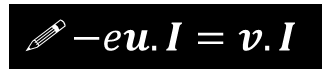 −e𝒖.𝑰 = 𝒗.𝑰